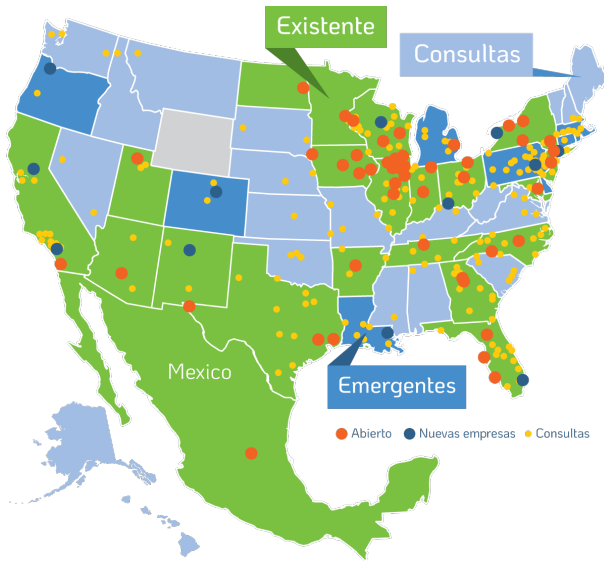 Existente
Consultas
Mexico
Emergentes
Abierto
Nuevas empresas
Consultas